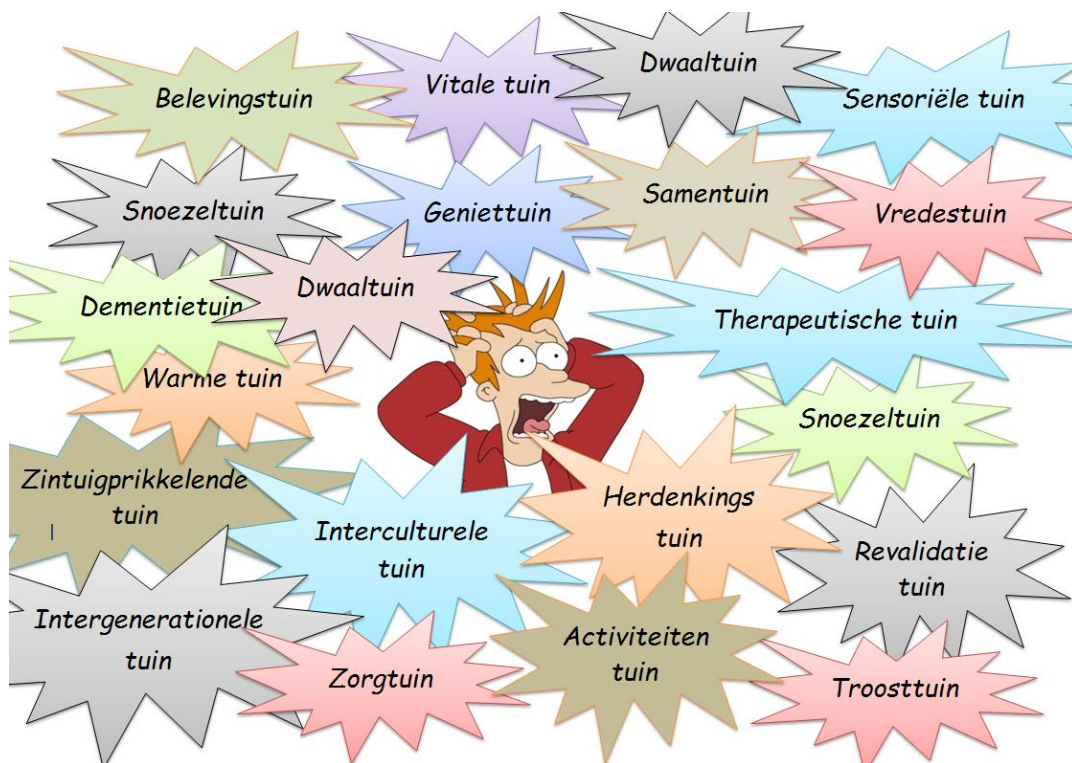 Belevingstuin
Vitale tuin
Dwaaltuin
Sensoriële tuin
Snoezeltuin
Geniettuin
Samentuin
Vredestuin
Dementietuin
Dwaaltuin
Therapeutische tuin
Warme tuin
Snoezeltuin
Zintuigprikkelende
tuin
Interculturele
tuin
Herdenkings
tuin
Revalidatie
tuin
Intergenerationele
tuin
Zorgtuin
Activiteiten
tuin
Troosttuin